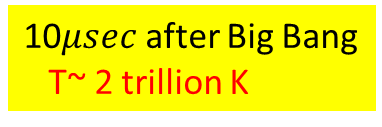 10𝜇𝑠𝑒𝑐 after Big Bang
T~ 2 trillion K